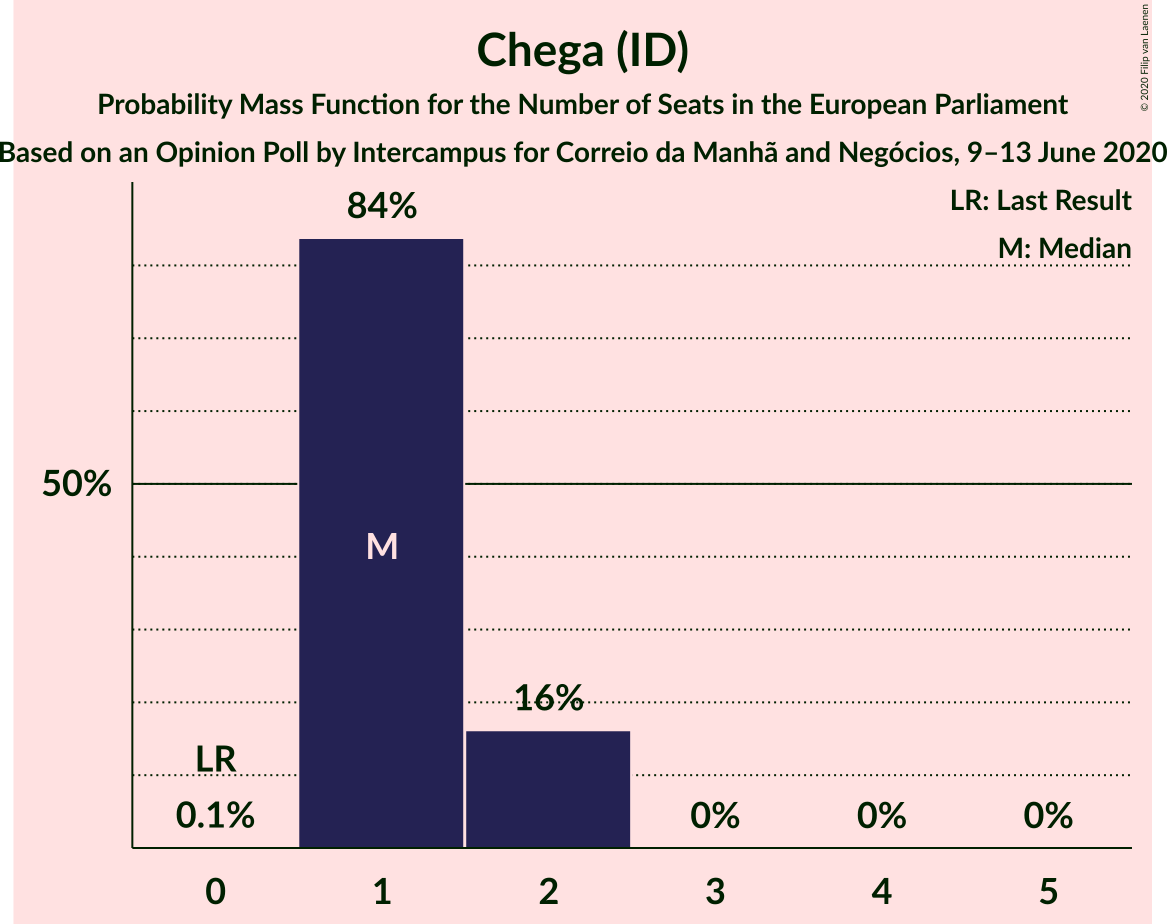 Chega (ID)
Probability Mass Function for the Number of Seats in the European Parliament
Based on an Opinion Poll by Intercampus for Correio da Manhã and Negócios, 9–13 June 2020
© 2020 Filip van Laenen
LR: Last Result
M: Median
84%
50%
M
16%
LR
0.1%
0%
0%
0%
0
1
2
3
4
5